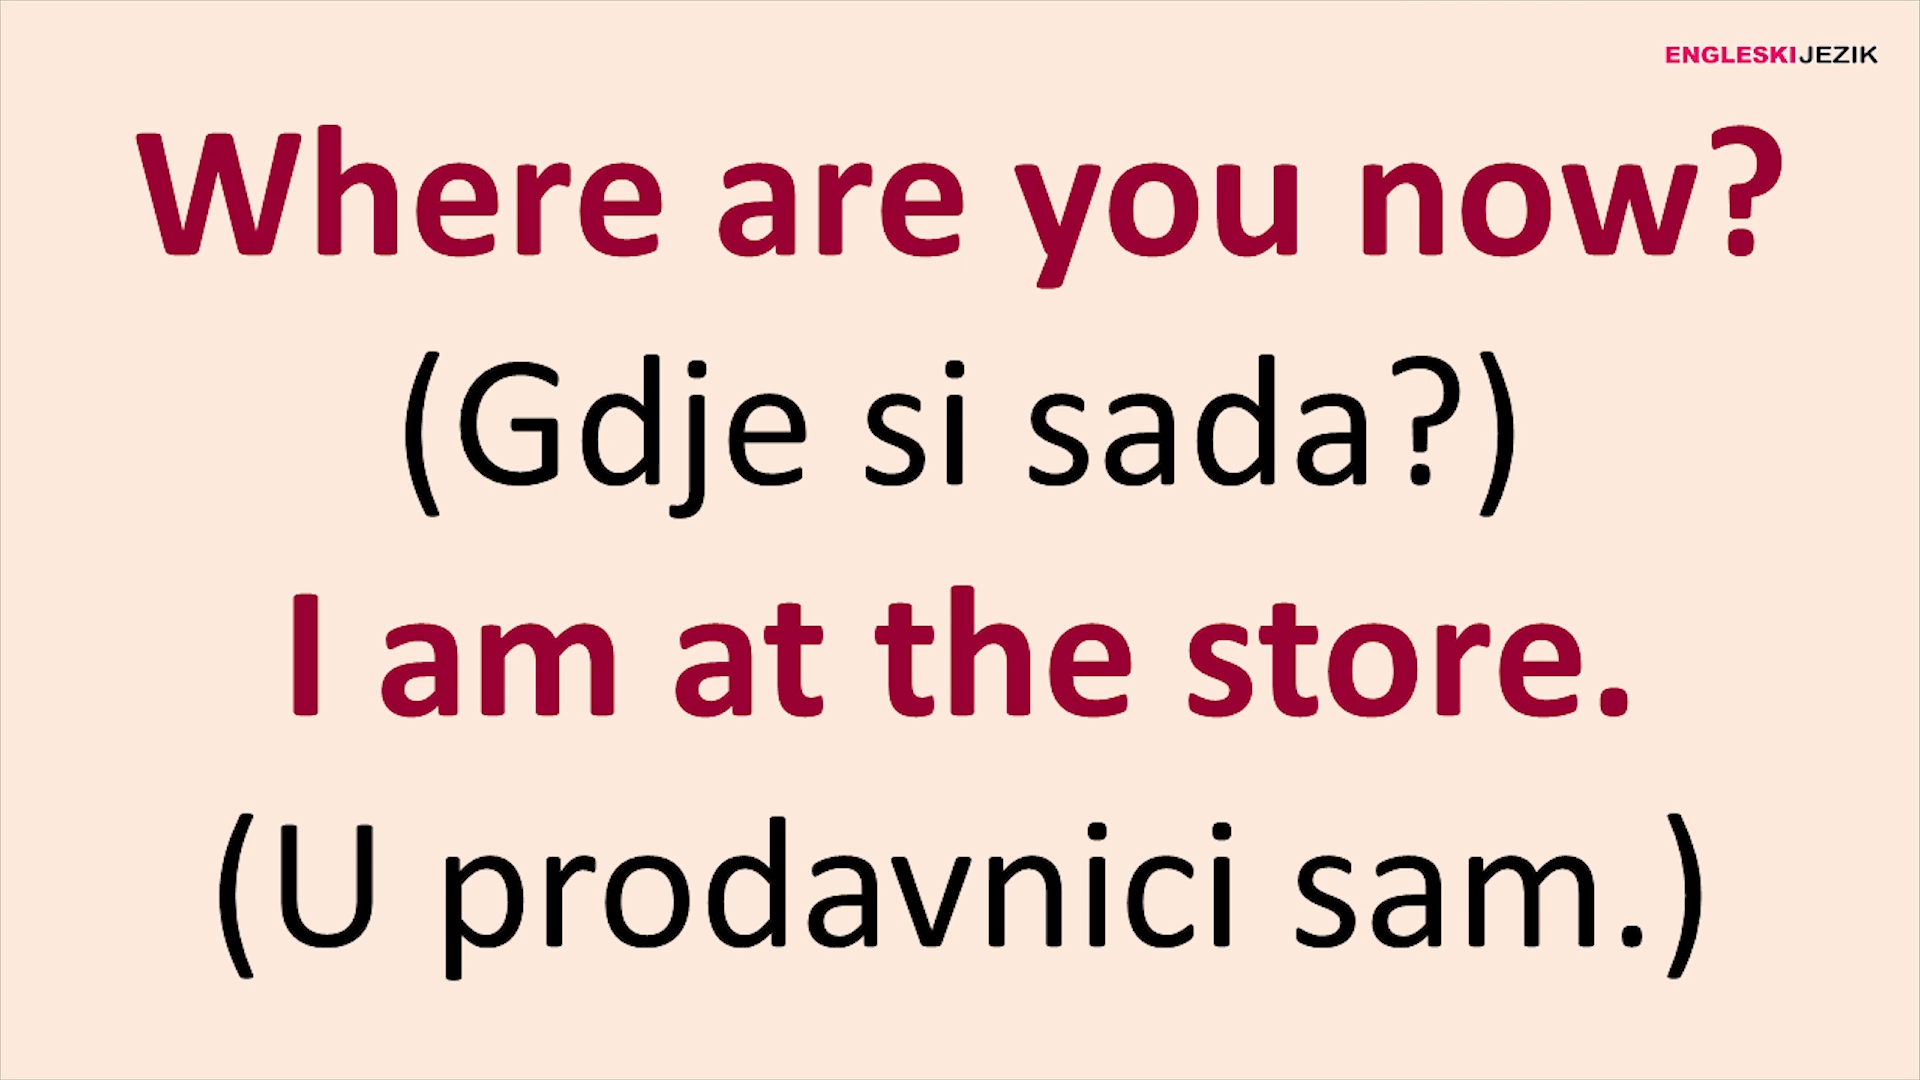 ENGLESKIJEZIK
Where are you now?
(Gdje si sada?)
I am at the store.
(U prodavnici sam.)